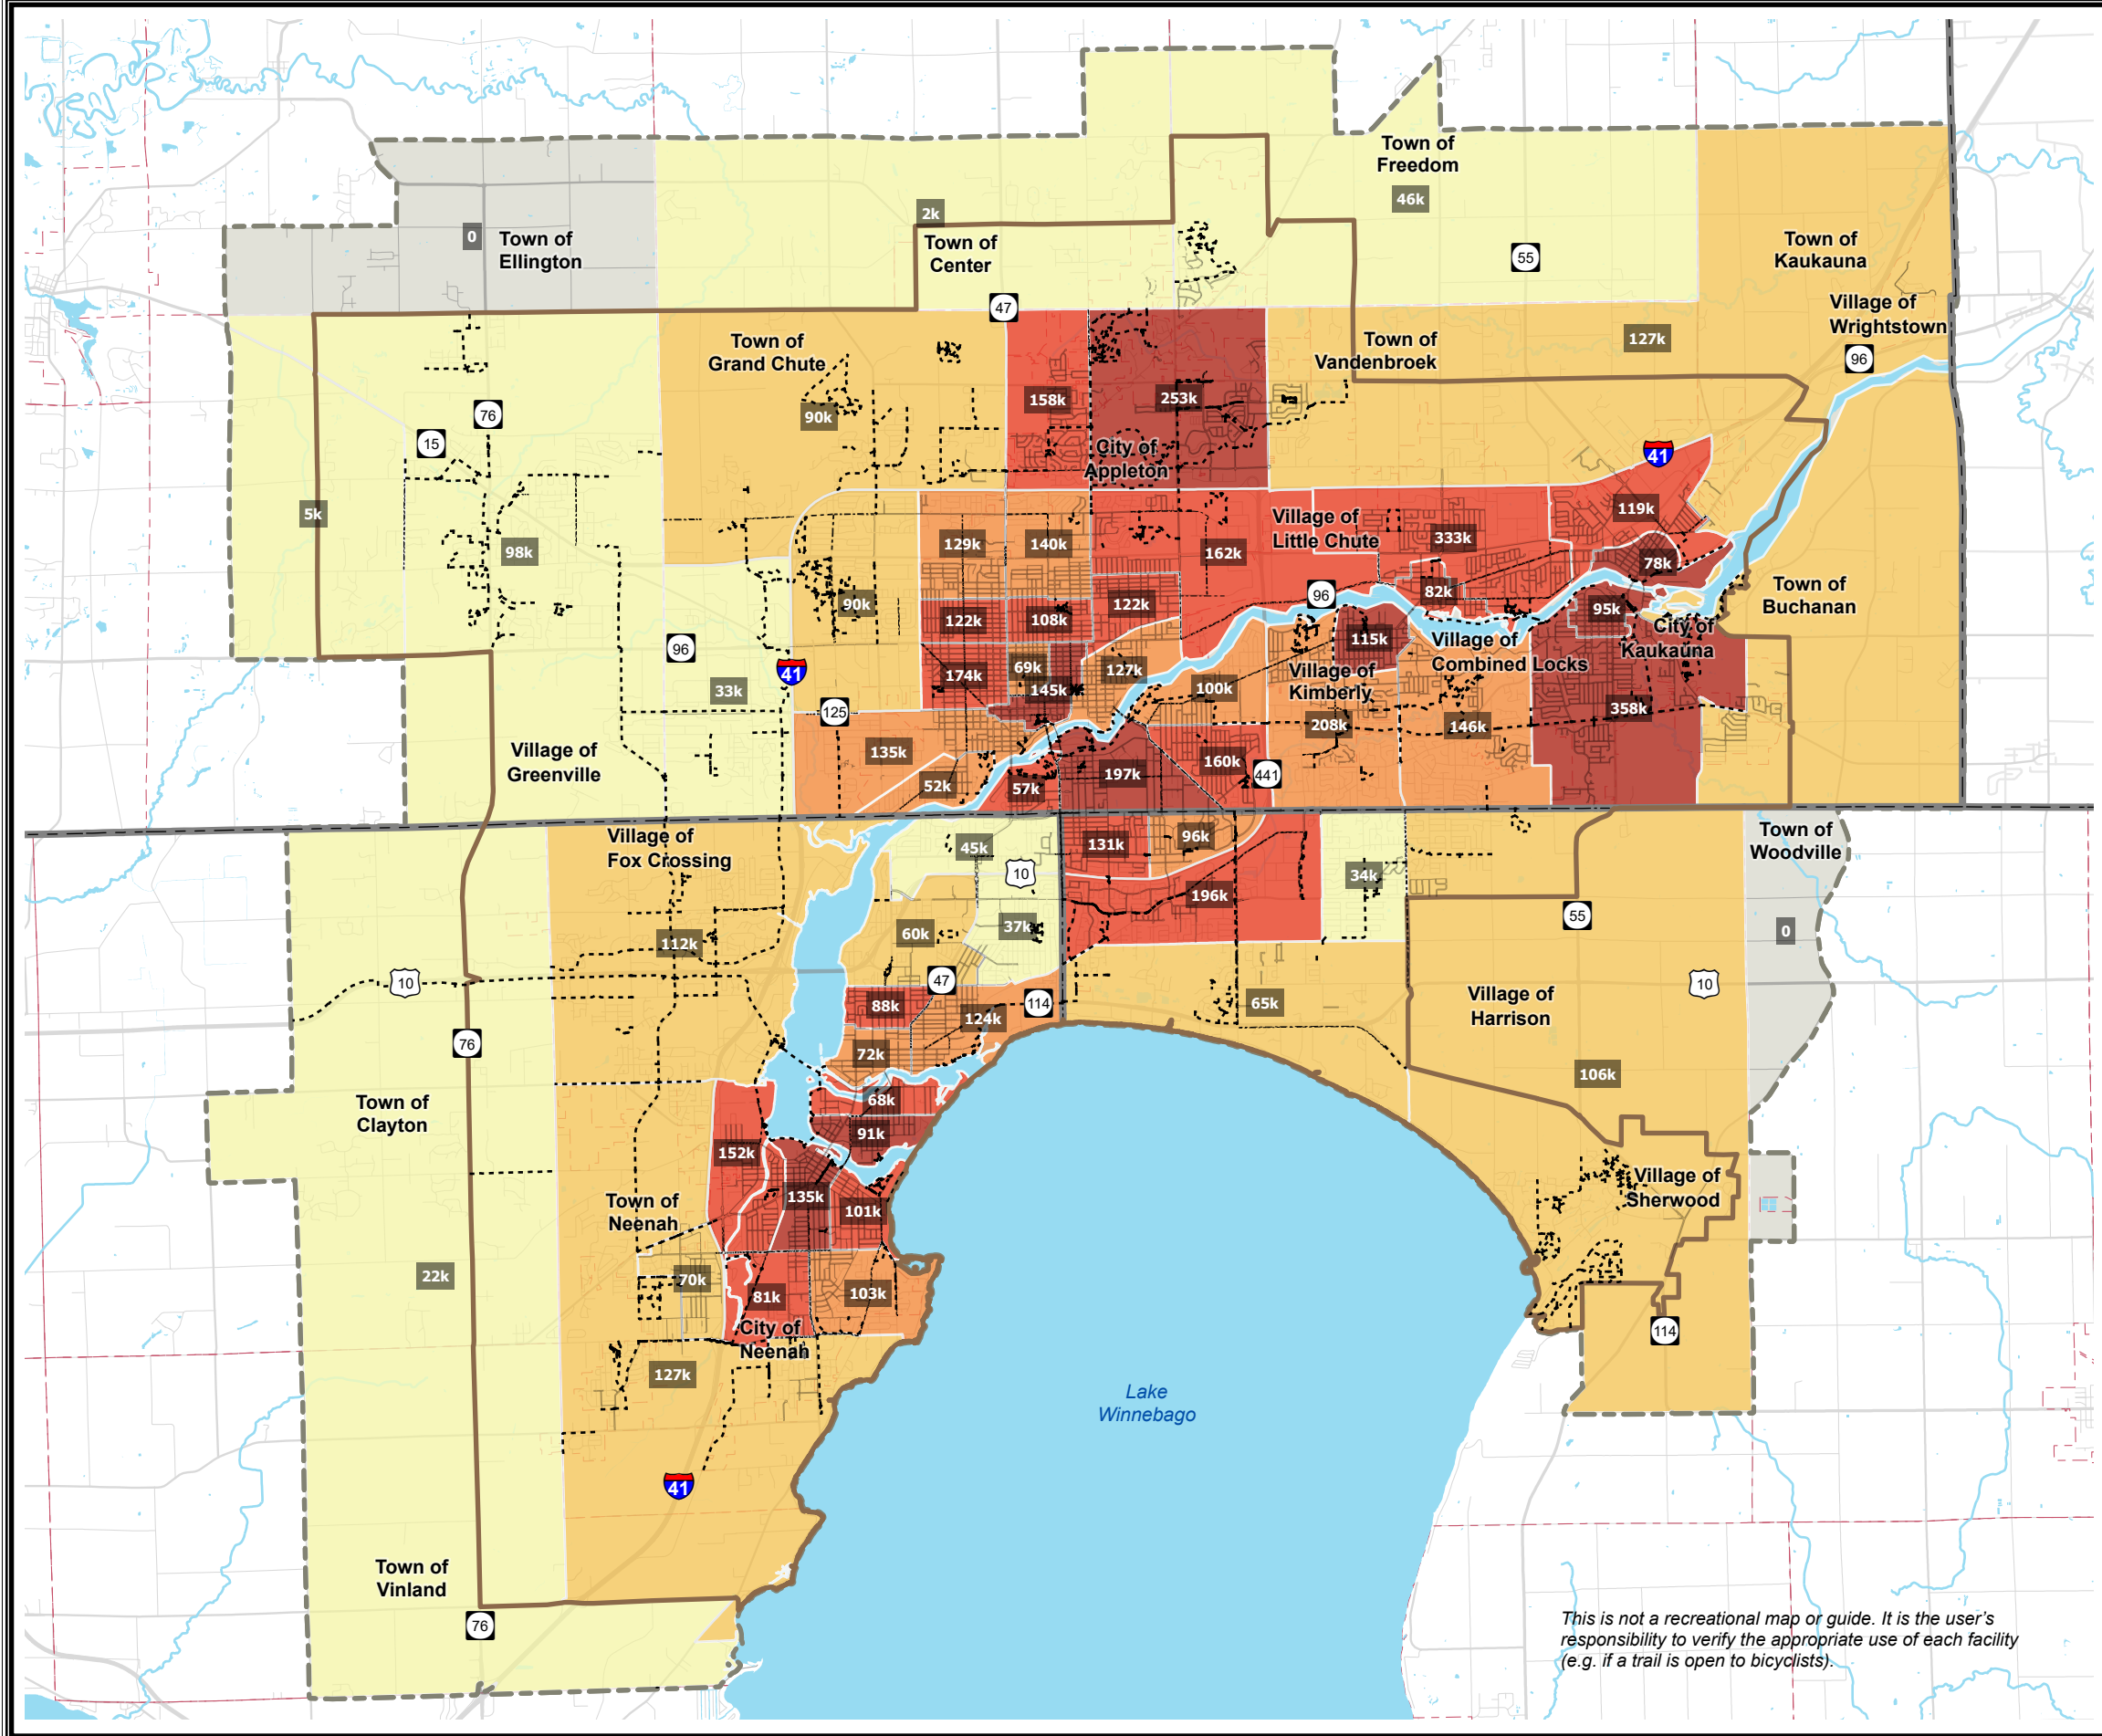 Town of
Freedom
46k
2k
0
Town of
Ellington
Town of
Center
55
Town of
Kaukauna
47
Village of
Wrightstown
Town of
Grand Chute
Town of
Vandenbroek
127k
96
90k
158k
253k
76
15
City of
Appleton
41
5k
98k
129k
140k
162k
Village of
Little Chute
333k
119k
78k
90k
122k
108k
122k
96
82k
95k
Town of
Buchanan
96
33k
41
174k
69k
145k
127k
100k
115k
Village of
Kimberly
Village of
Combined Locks
City of
Kaukauna
125
208k
146k
358k
Village of
Greenville
135k
52k
57k
197k
160k
441
Village of
Fox Crossing
45k
10
131k
96k
34k
Town of
Woodville
196k
112k
60k
37k
55
0
10
47
88k
124k
114
65k
Village of
Harrison
10
76
72k
106k
Town of
Clayton
68k
91k
152k
135k
101k
Town of
Neenah
Village of
Sherwood
22k
70k
81k
103k
City of
Neenah
114
127k
Lake
Winnebago
41
Town of
Vinland
76
This is not a recreational map or guide. It is the user's
responsibility to verify the appropriate use of each facility
(e.g. if a trail is open to bicyclists).